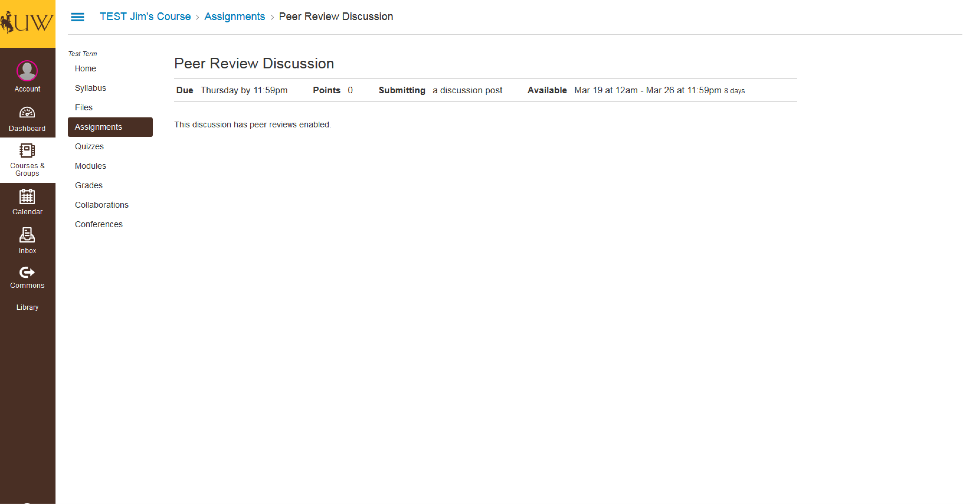 UW
TEST Jim's Course > Assignments > Peer Review Discussion
Account
Dashboard
Courses &
Groups
Calendar
Inbox
Commons
Library
Test Term
Home
Syllabus
Files
Assignments
Quizzes
Modules
Grades
Collaborations
Conferences
Peer Review Discussion
Due Thursday by 11:59pm Points 0 Submitting a discussion post Available Mar 19 at 12am - Mar 26 at 11:59pm 8 days
This discussion has peer reviews enabled.